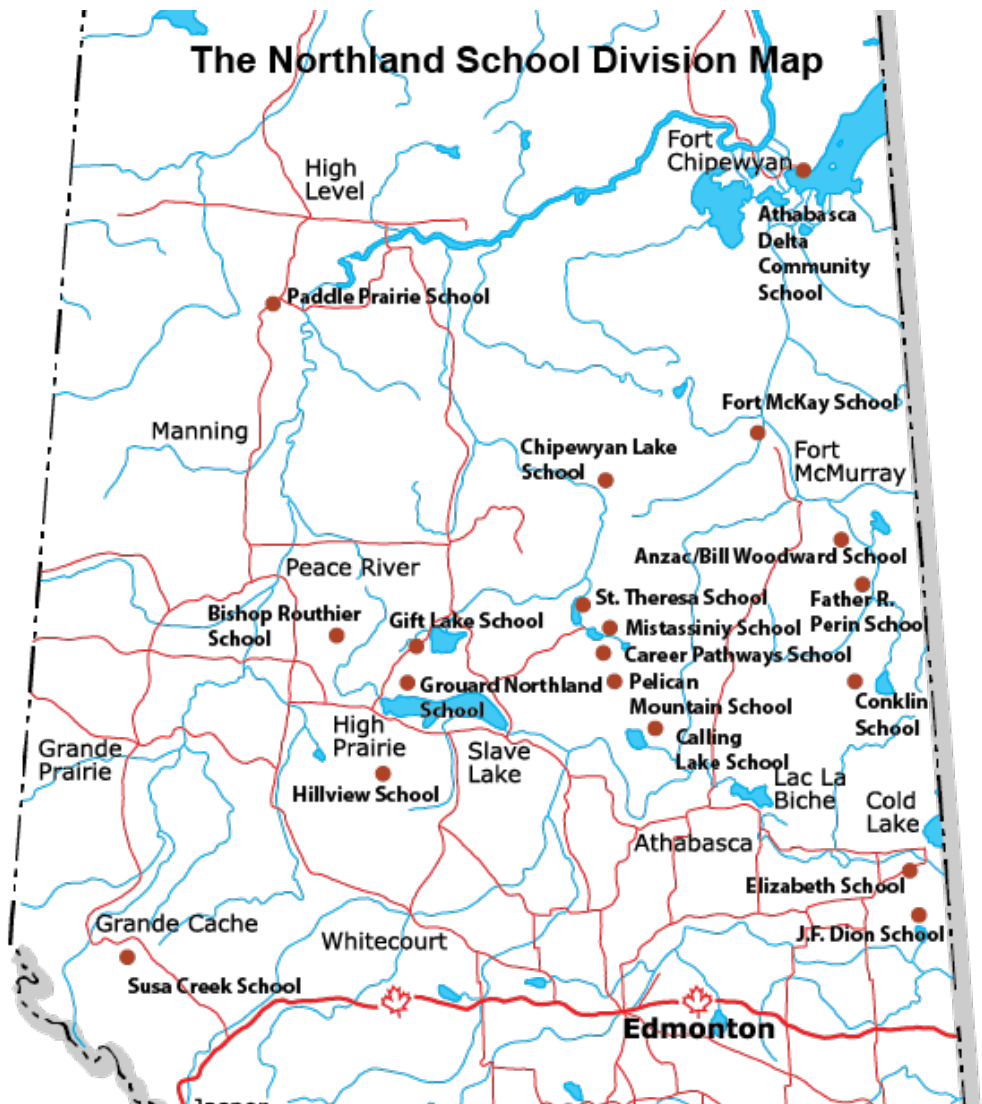 The Northland School Division Map
High
Level
Fort
Chipewyan
Athabasca
Delta
Community
School
Paddle Prairie School
Fort McKay School
Manning
Chipewyan Lake
School
Fort
McMurray
Anzac/Bill Woodward School
Peace River
Bishop Routhier
School
Gift Lake School
St. Theresa School
Father R.
Perin School
Mistassiniy School
Career Pathways School
Grouard Northland
School
Pelican
Mountain School
Conklin
School
High
Prairie
Slave
Lake
Calling
Lake School
Grande
Prairie
Hillview School
Lac La
Biche
Cold
Lake
Athabasca
Elizabeth School
Grande Cache
Whitecourt
J.F. Dion School
Susa Creek School
Edmonton
Jasper